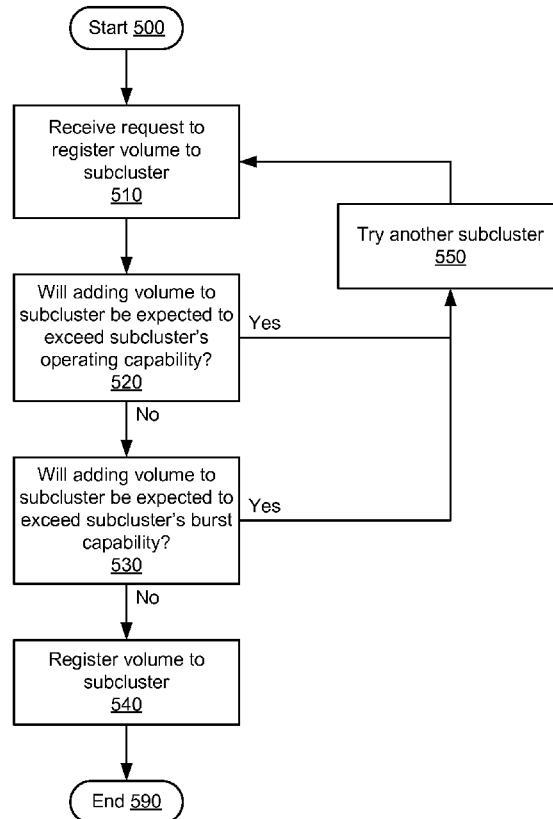 Start 500
Receive request to
register volume to
subcluster
510
Try another subcluster
550
Will adding volume to
subcluster be expected to
exceed subcluster's
operating capability?
520
Yes
No
Will adding volume to
subcluster be expected to
exceed subcluster's burst
capability?
530
Yes
No
Register volume to
subcluster
540
End 590